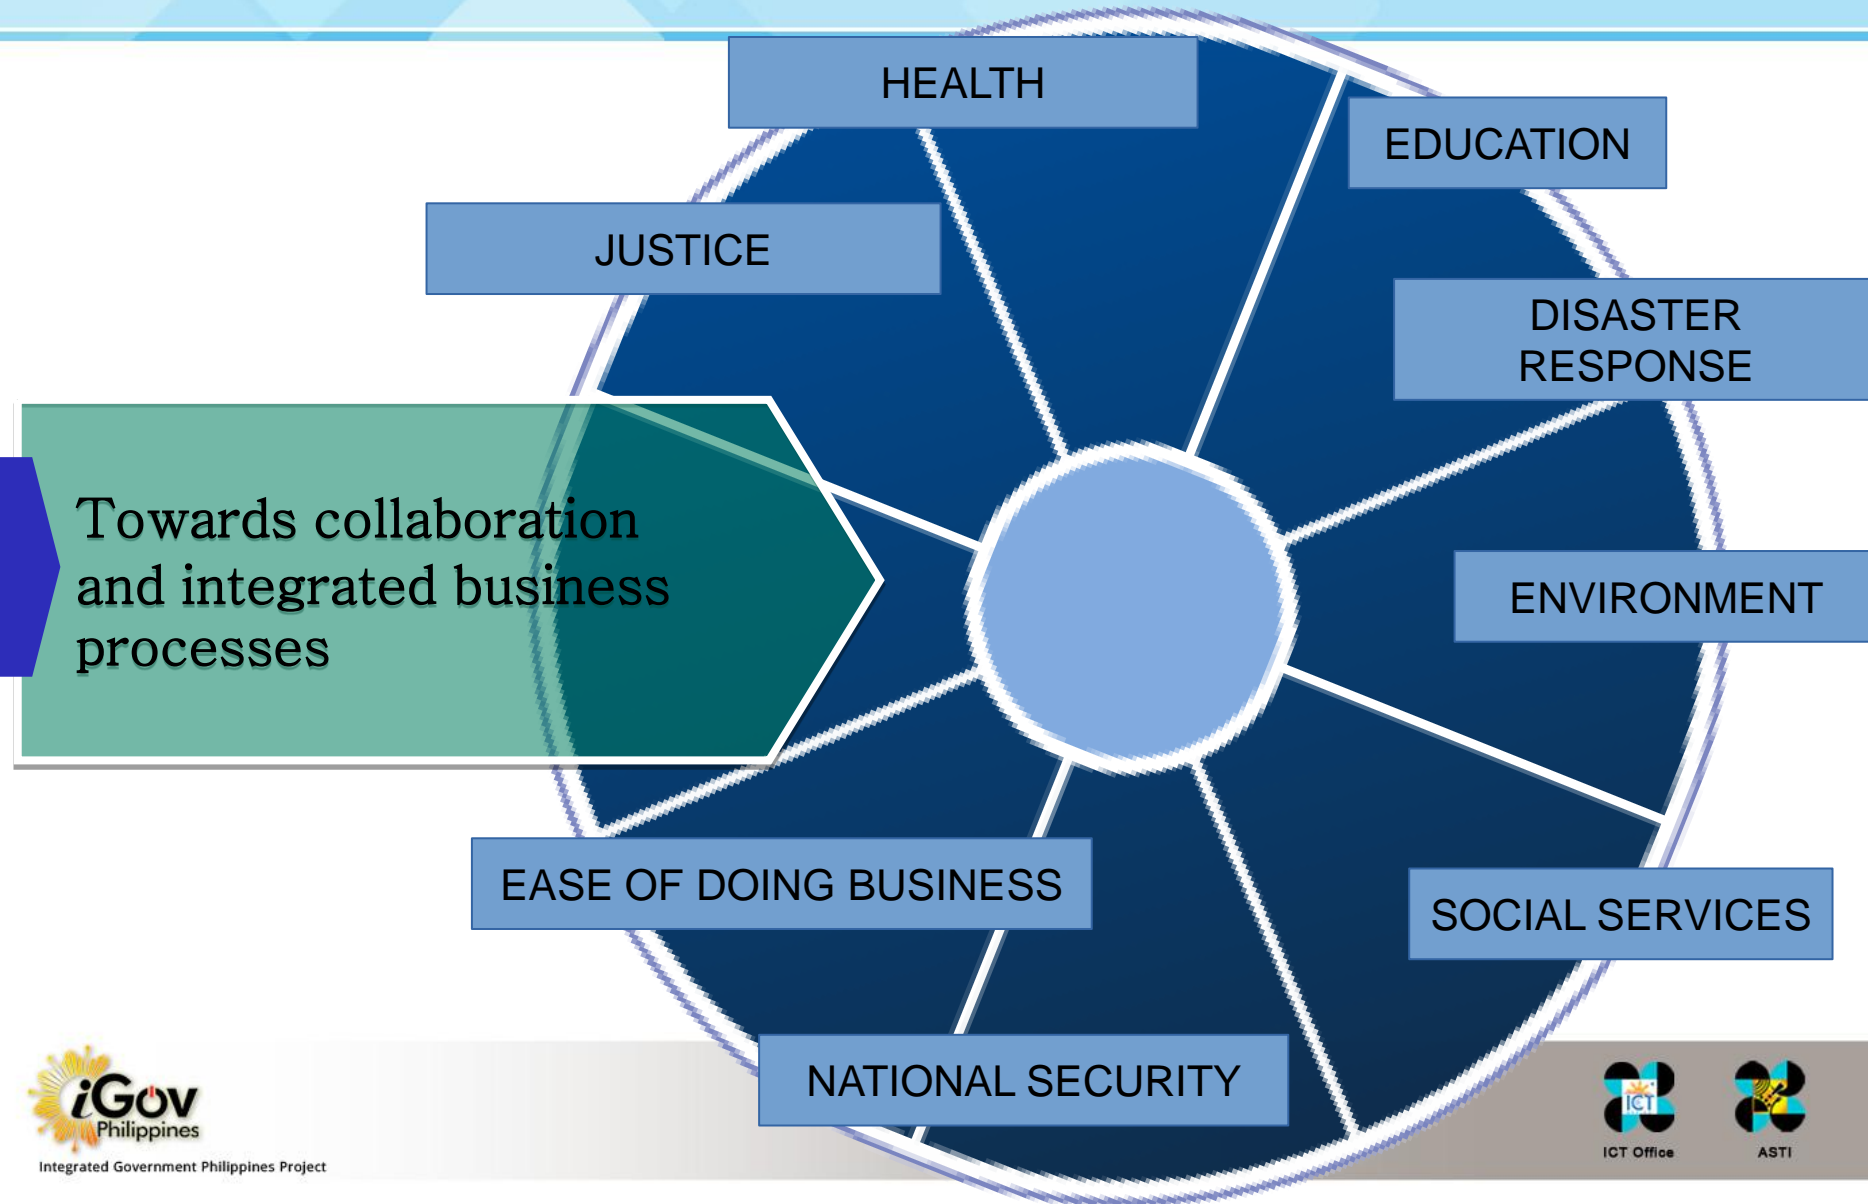 HEALTH
EDUCATION
JUSTICE
DISASTER
RESPONSE
Towards collaboration
and integrated business
processes
ENVIRONMENT
EASE OF DOING BUSINESS
SOCIAL SERVICES
NATIONAL SECURITY
iGov
Philippines
Integrated Government Philippines Project
ICT
ICT Office
ASTI